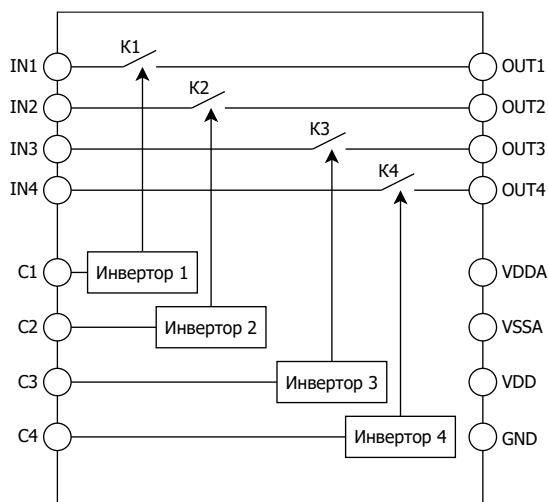 K1
IN1 OUT1
K2
IN2 OUT2
K3
IN3 OUT3
K4
IN4 OUT4
C1 Инвертор 1 VDDA
C2 Инвертор 2 VSSA
C3 Инвертор 3 VDD
C4 Инвертор 4 GND